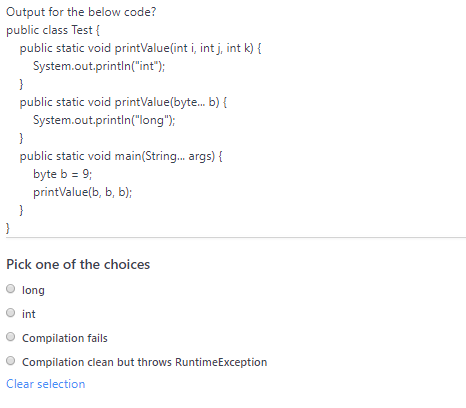 Output for the below code?
public class Test {
public static void printValue(int i, int j, int k) {
System.out.println("int");
}
public static void printValue(byte... b) {
System.out.println("long");
}
public static void main(String... args) {
byte b = 9;
printValue(b, b, b);
}
}
Pick one of the choices
long
int
Compilation fails
Compilation clean but throws RuntimeException
Clear selection